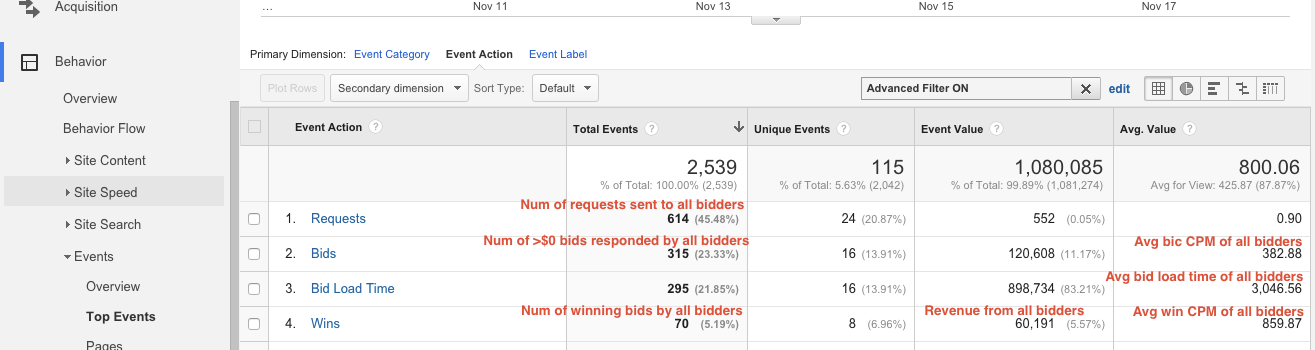 Acquisition
... Nov 11 Nov 13 Nov 15 Nov 17
Behavior
Primary Dimension: Event Category Event Action Event Label
Overview
Plot Rows Secondary dimension Sort Type: Default Advanced Filter ON edit
Behavior Flow
Event Action ? Total Events ? Unique Events ? Event Value ? Avg. Value ?
Site Content
2,539 115 1,080,085 800.06
% of Total: 100.00% (2,539) % of Total: 5.63% (2,042) % of Total: 99.89% (1,081,274) Avg for View: 425.87 (87.87%)
Site Speed
Num of requests sent to all bidders
1. Requests 614 (45.48%) 24 (20.87%) 552 (0.05%) 0.90
Site Search
Num of >$0 bids responded by all bidders Avg bic CPM of all bidders
2. Bids 315 (23.33%) 16 (13.91%) 120,608 (11.17%) 382.88
Events
Avg bid load time of all bidders
3. Bid Load Time 295 (21.85%) 16 (13.91%) 898,734 (83.21%) 3,046.56
Overview
Num of winning bids by all bidders Revenue from all bidders Avg win CPM of all bidders
Top Events
4. Wins 70 (5.19%) 8 (6.96%) 60,191 (5.57%) 859.87
Pages